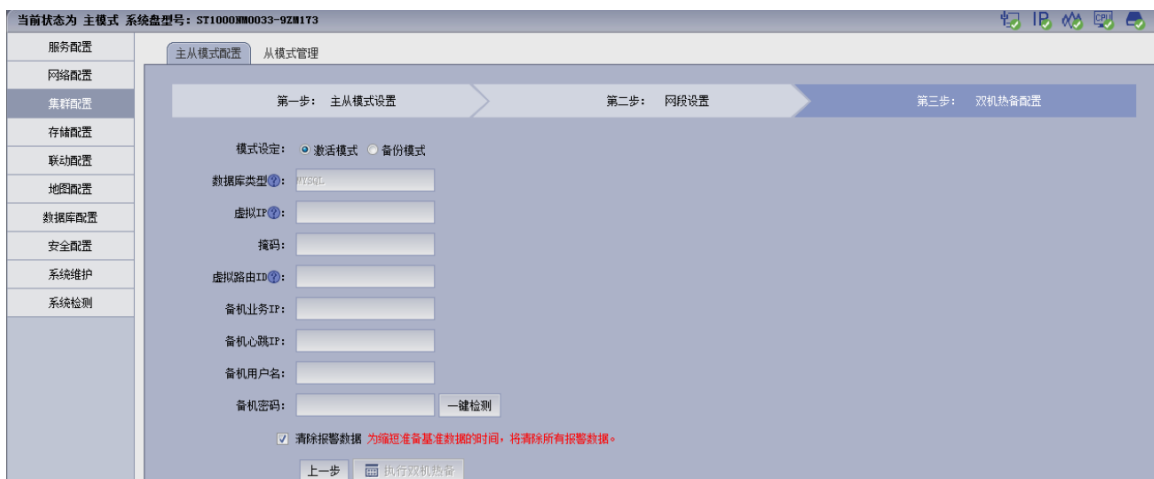 当前状态为 主模式 系统盘型号：ST1000NM0033-9ZM173
IP CPU
服务配置
网络配置
集群配置
存储配置
联动配置
地图配置
数据库配置
安全配置
系统维护
系统检测
主从模式配置 从模式管理
第一步： 主从模式设置 第二步： 网段设置 第三步： 双机热备配置
模式设定： 激活模式 备份模式
数据库类型?： MYSQL
虚拟IP?：
掩码：
虚拟路由ID?：
备机业务IP：
备机心跳IP：
备机用户名：
备机密码： 一键检测
清除报警数据 为缩短准备基准数据的时间，将清除所有报警数据。
上一步 执行双机热备